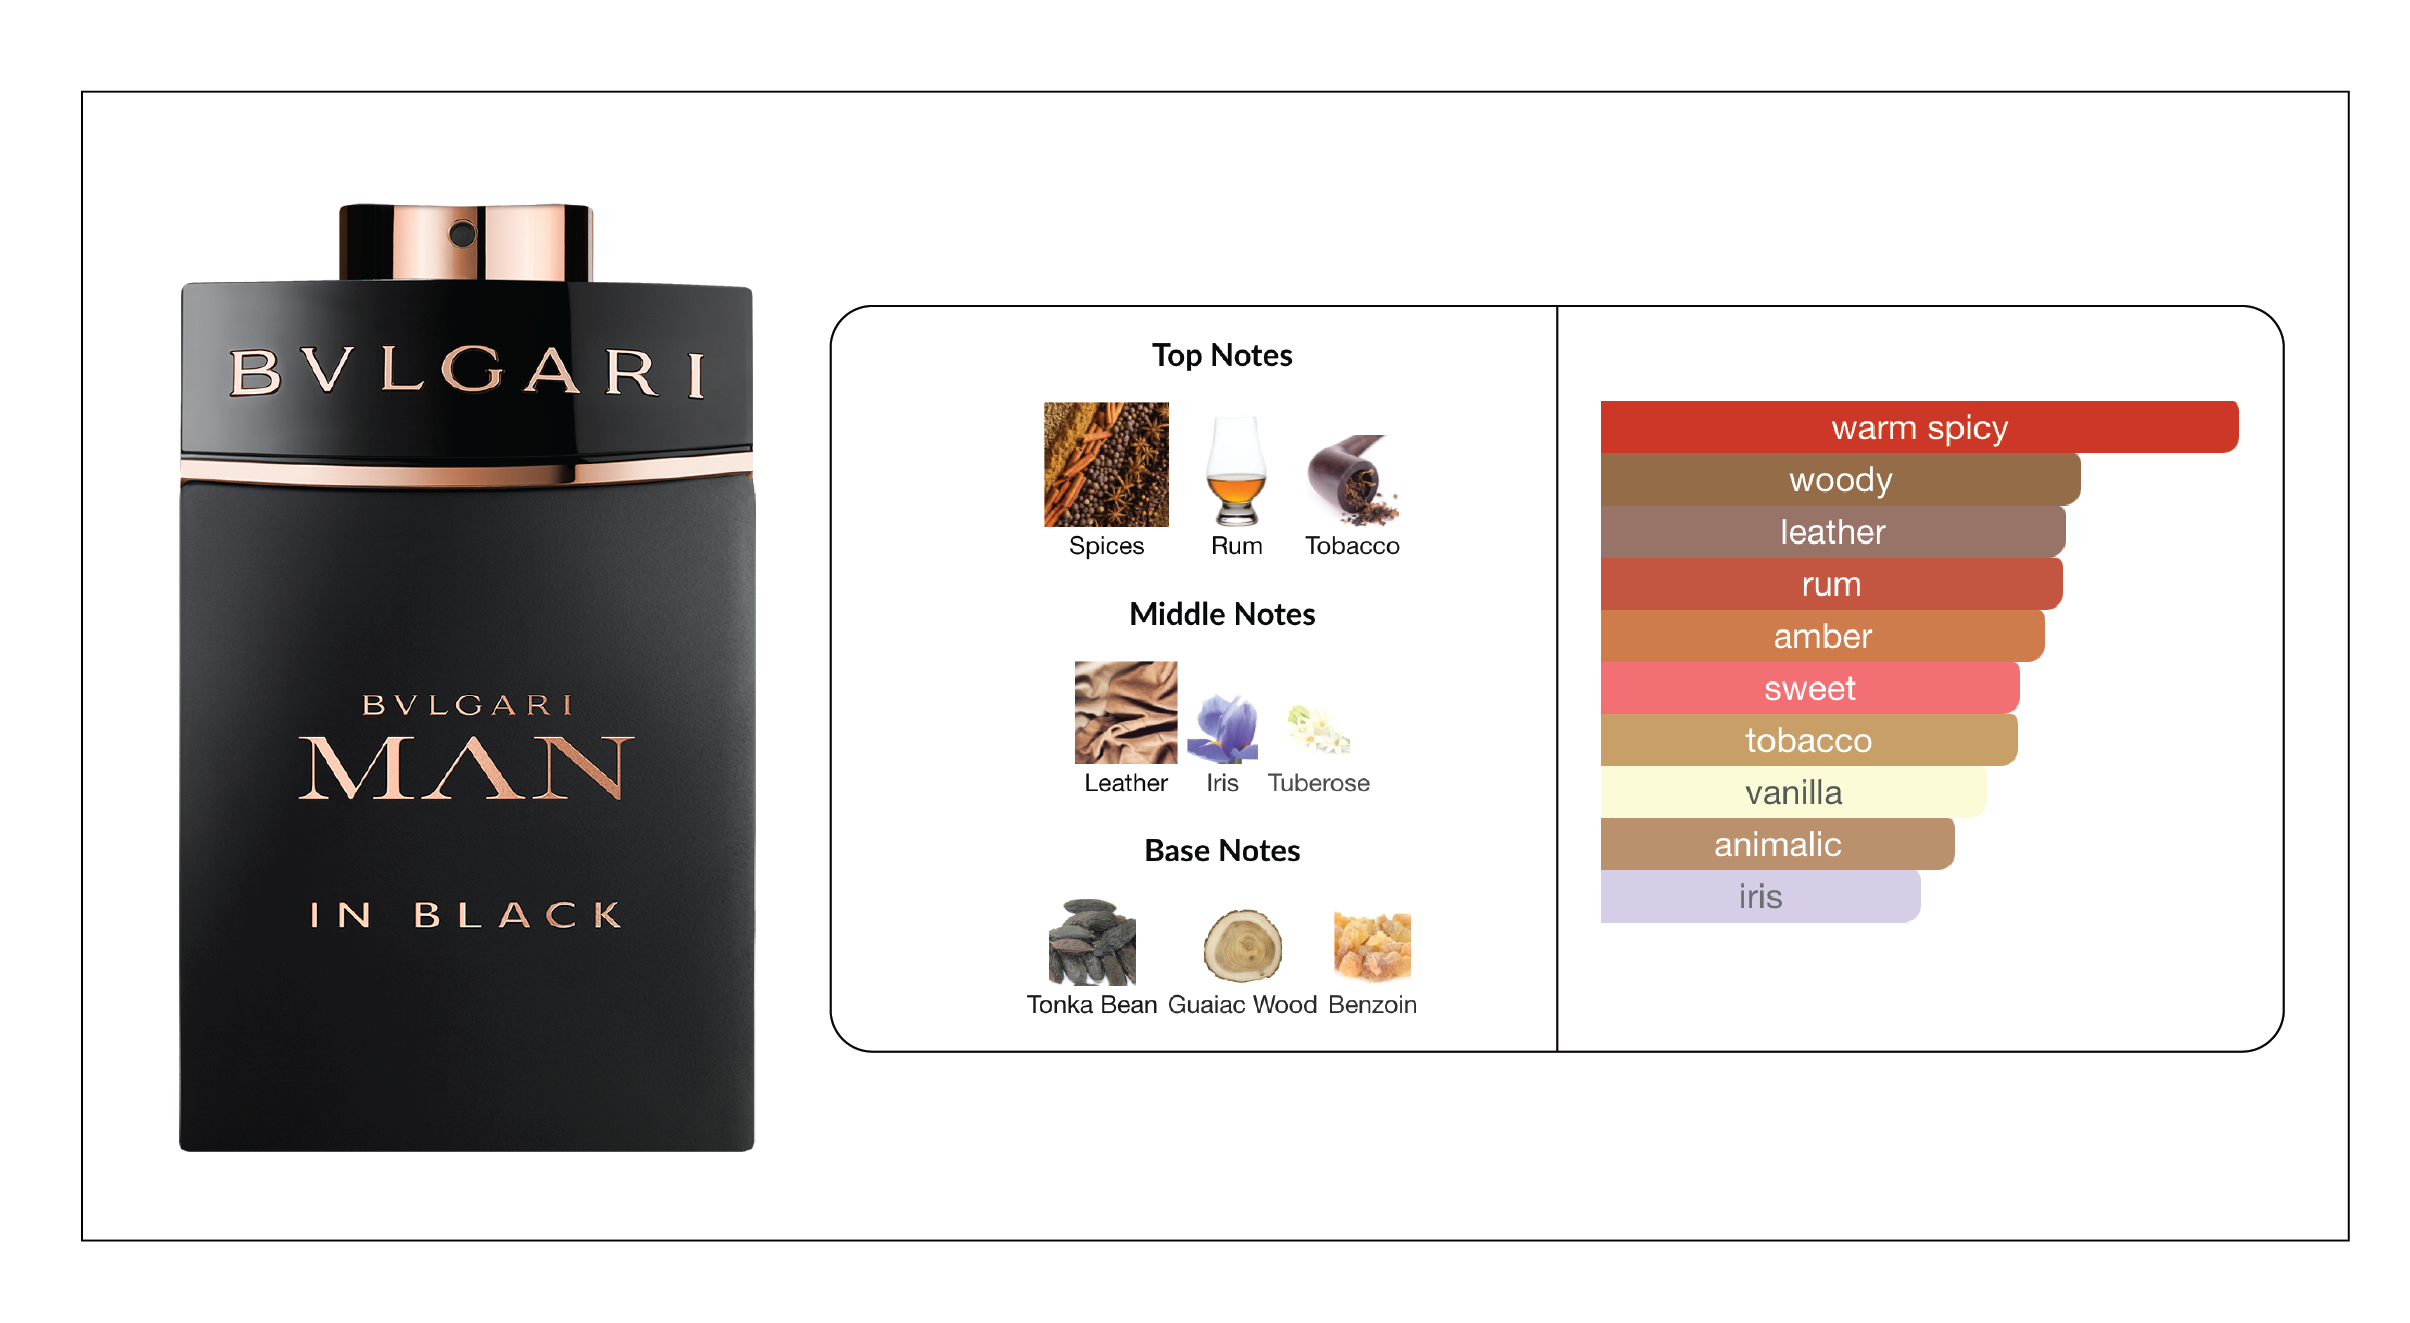 BVLGARI
BVLGARI
MAN
IN BLACK
Top Notes
Spices Rum Tobacco
Middle Notes
Leather Iris Tuberose
Base Notes
Tonka Bean Guaiac Wood Benzoin
warm spicy
woody
leather
rum
amber
sweet
tobacco
vanilla
animalic
iris